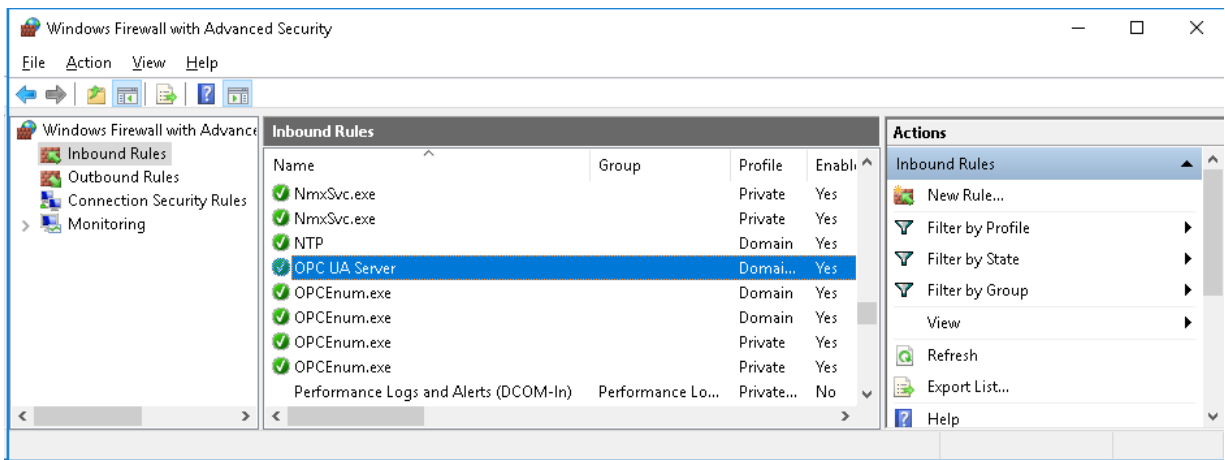 Windows Firewall with Advanced Security
File Action View Help
Windows Firewall with Advance
Inbound Rules
Outbound Rules
Connection Security Rules
Monitoring
Inbound Rules
Name Group Profile Enable
NmxSvc.exe Private Yes
NmxSvc.exe Private Yes
NTP Domain Yes
OPC UA Server Domai... Yes
OPCEnum.exe Domain Yes
OPCEnum.exe Domain Yes
OPCEnum.exe Private Yes
OPCEnum.exe Private Yes
Performance Logs and Alerts (DCOM-In) Performance Lo... Private... No
Actions
Inbound Rules
New Rule...
Filter by Profile
Filter by State
Filter by Group
View
Refresh
Export List...
Help